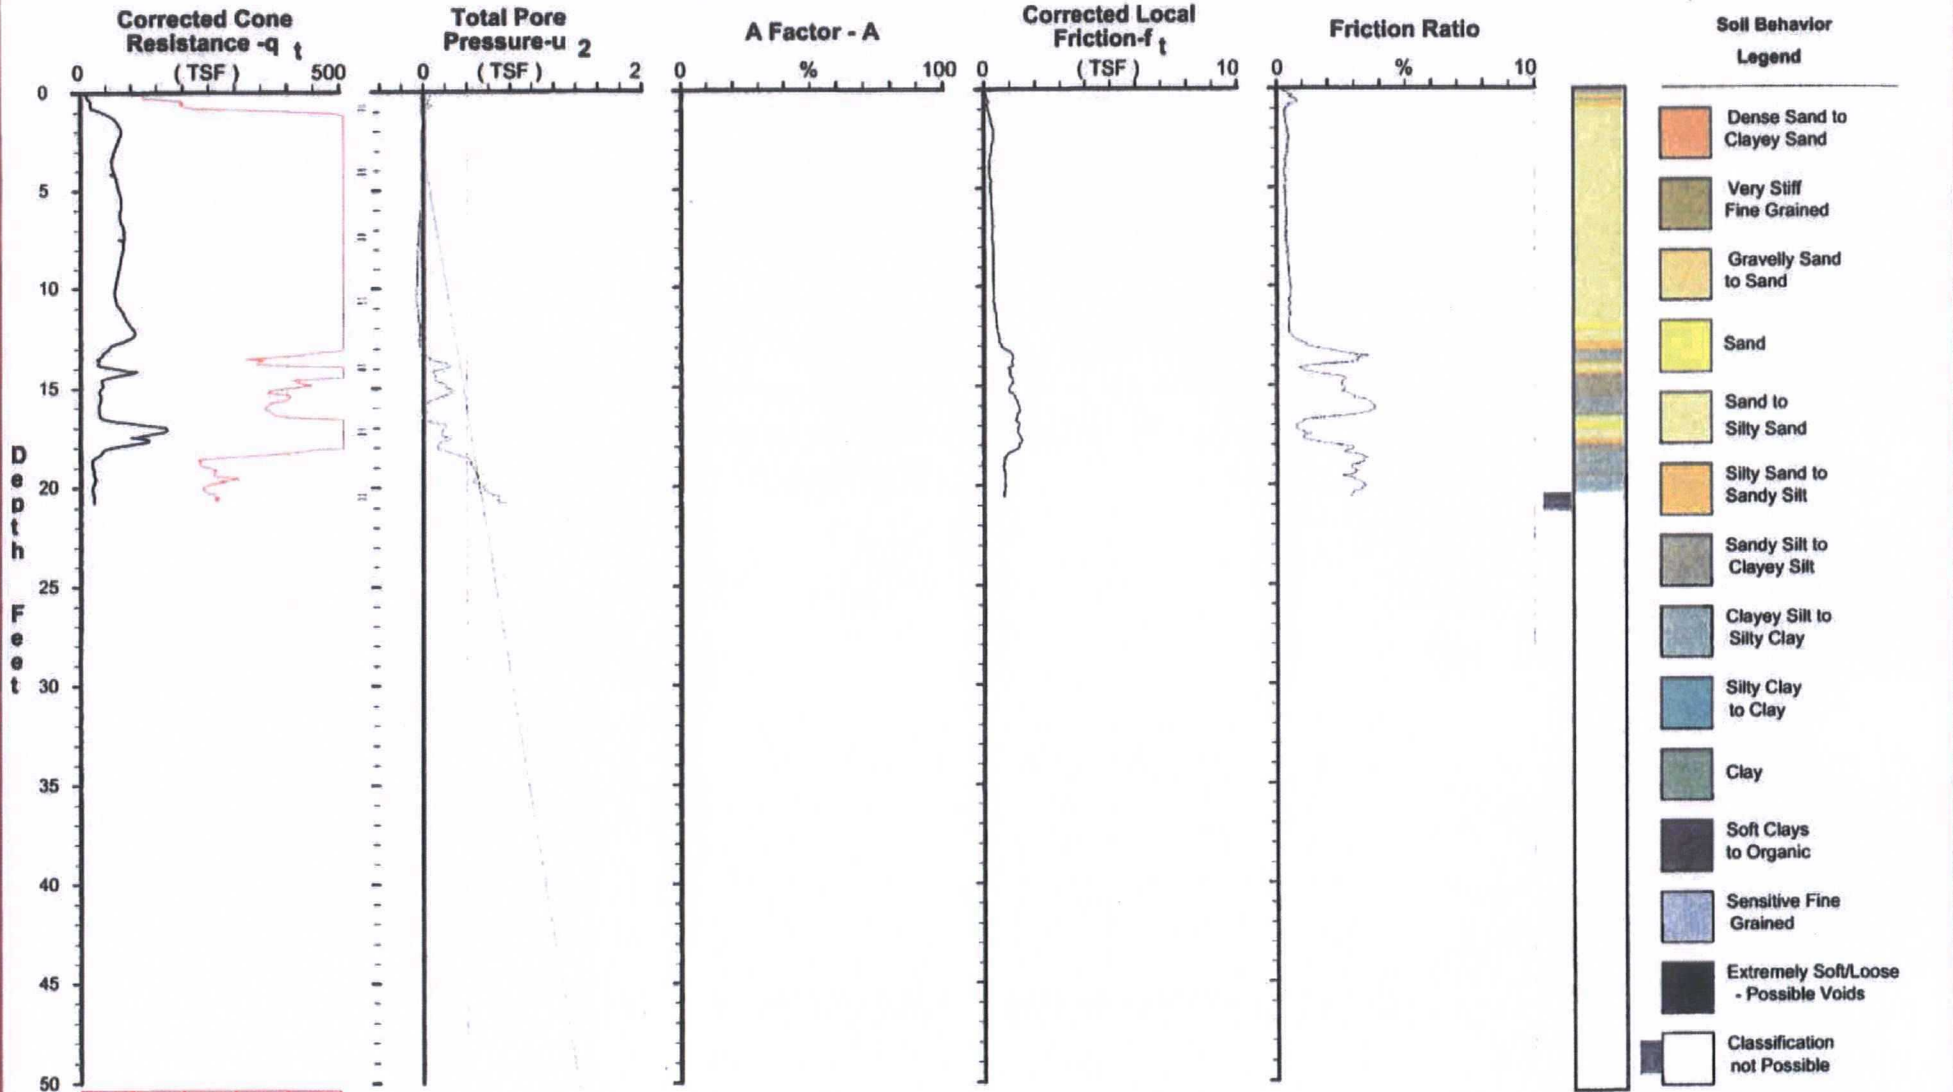 Corrected Cone
Resistance -q t
( TSF )
0 500
Total Pore
Pressure-u 2
( TSF )
0 2
A Factor - A
0 % 100
Corrected Local
Friction-f t
( TSF )
0 10
Friction Ratio
0 % 10
Soil Behavior
Legend
Depth Feet
0
5
10
15
20
25
30
35
40
45
50
Dense Sand to
Clayey Sand
Very Stiff
Fine Grained
Gravelly Sand
to Sand
Sand
Sand to
Silty Sand
Silty Sand to
Sandy Silt
Sandy Silt to
Clayey Silt
Clayey Silt to
Silty Clay
Silty Clay
to Clay
Clay
Soft Clays
to Organic
Sensitive Fine
Grained
Extremely Soft/Loose
- Possible Voids
Classification
not Possible